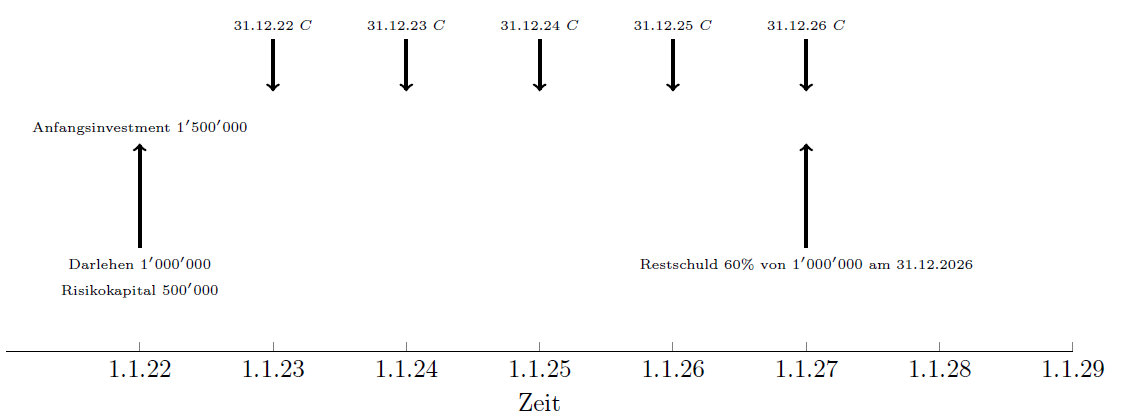 31.12.22 C 31.12.23 C 31.12.24 C 31.12.25 C 31.12.26 C
Anfangsinvestment 1′500′000
Darlehen 1′000′000
Risikokapital 500′000
Restschuld 60% von 1′000′000 am 31.12.2026
1.1.22 1.1.23 1.1.24 1.1.25 1.1.26 1.1.27 1.1.28 1.1.29
Zeit